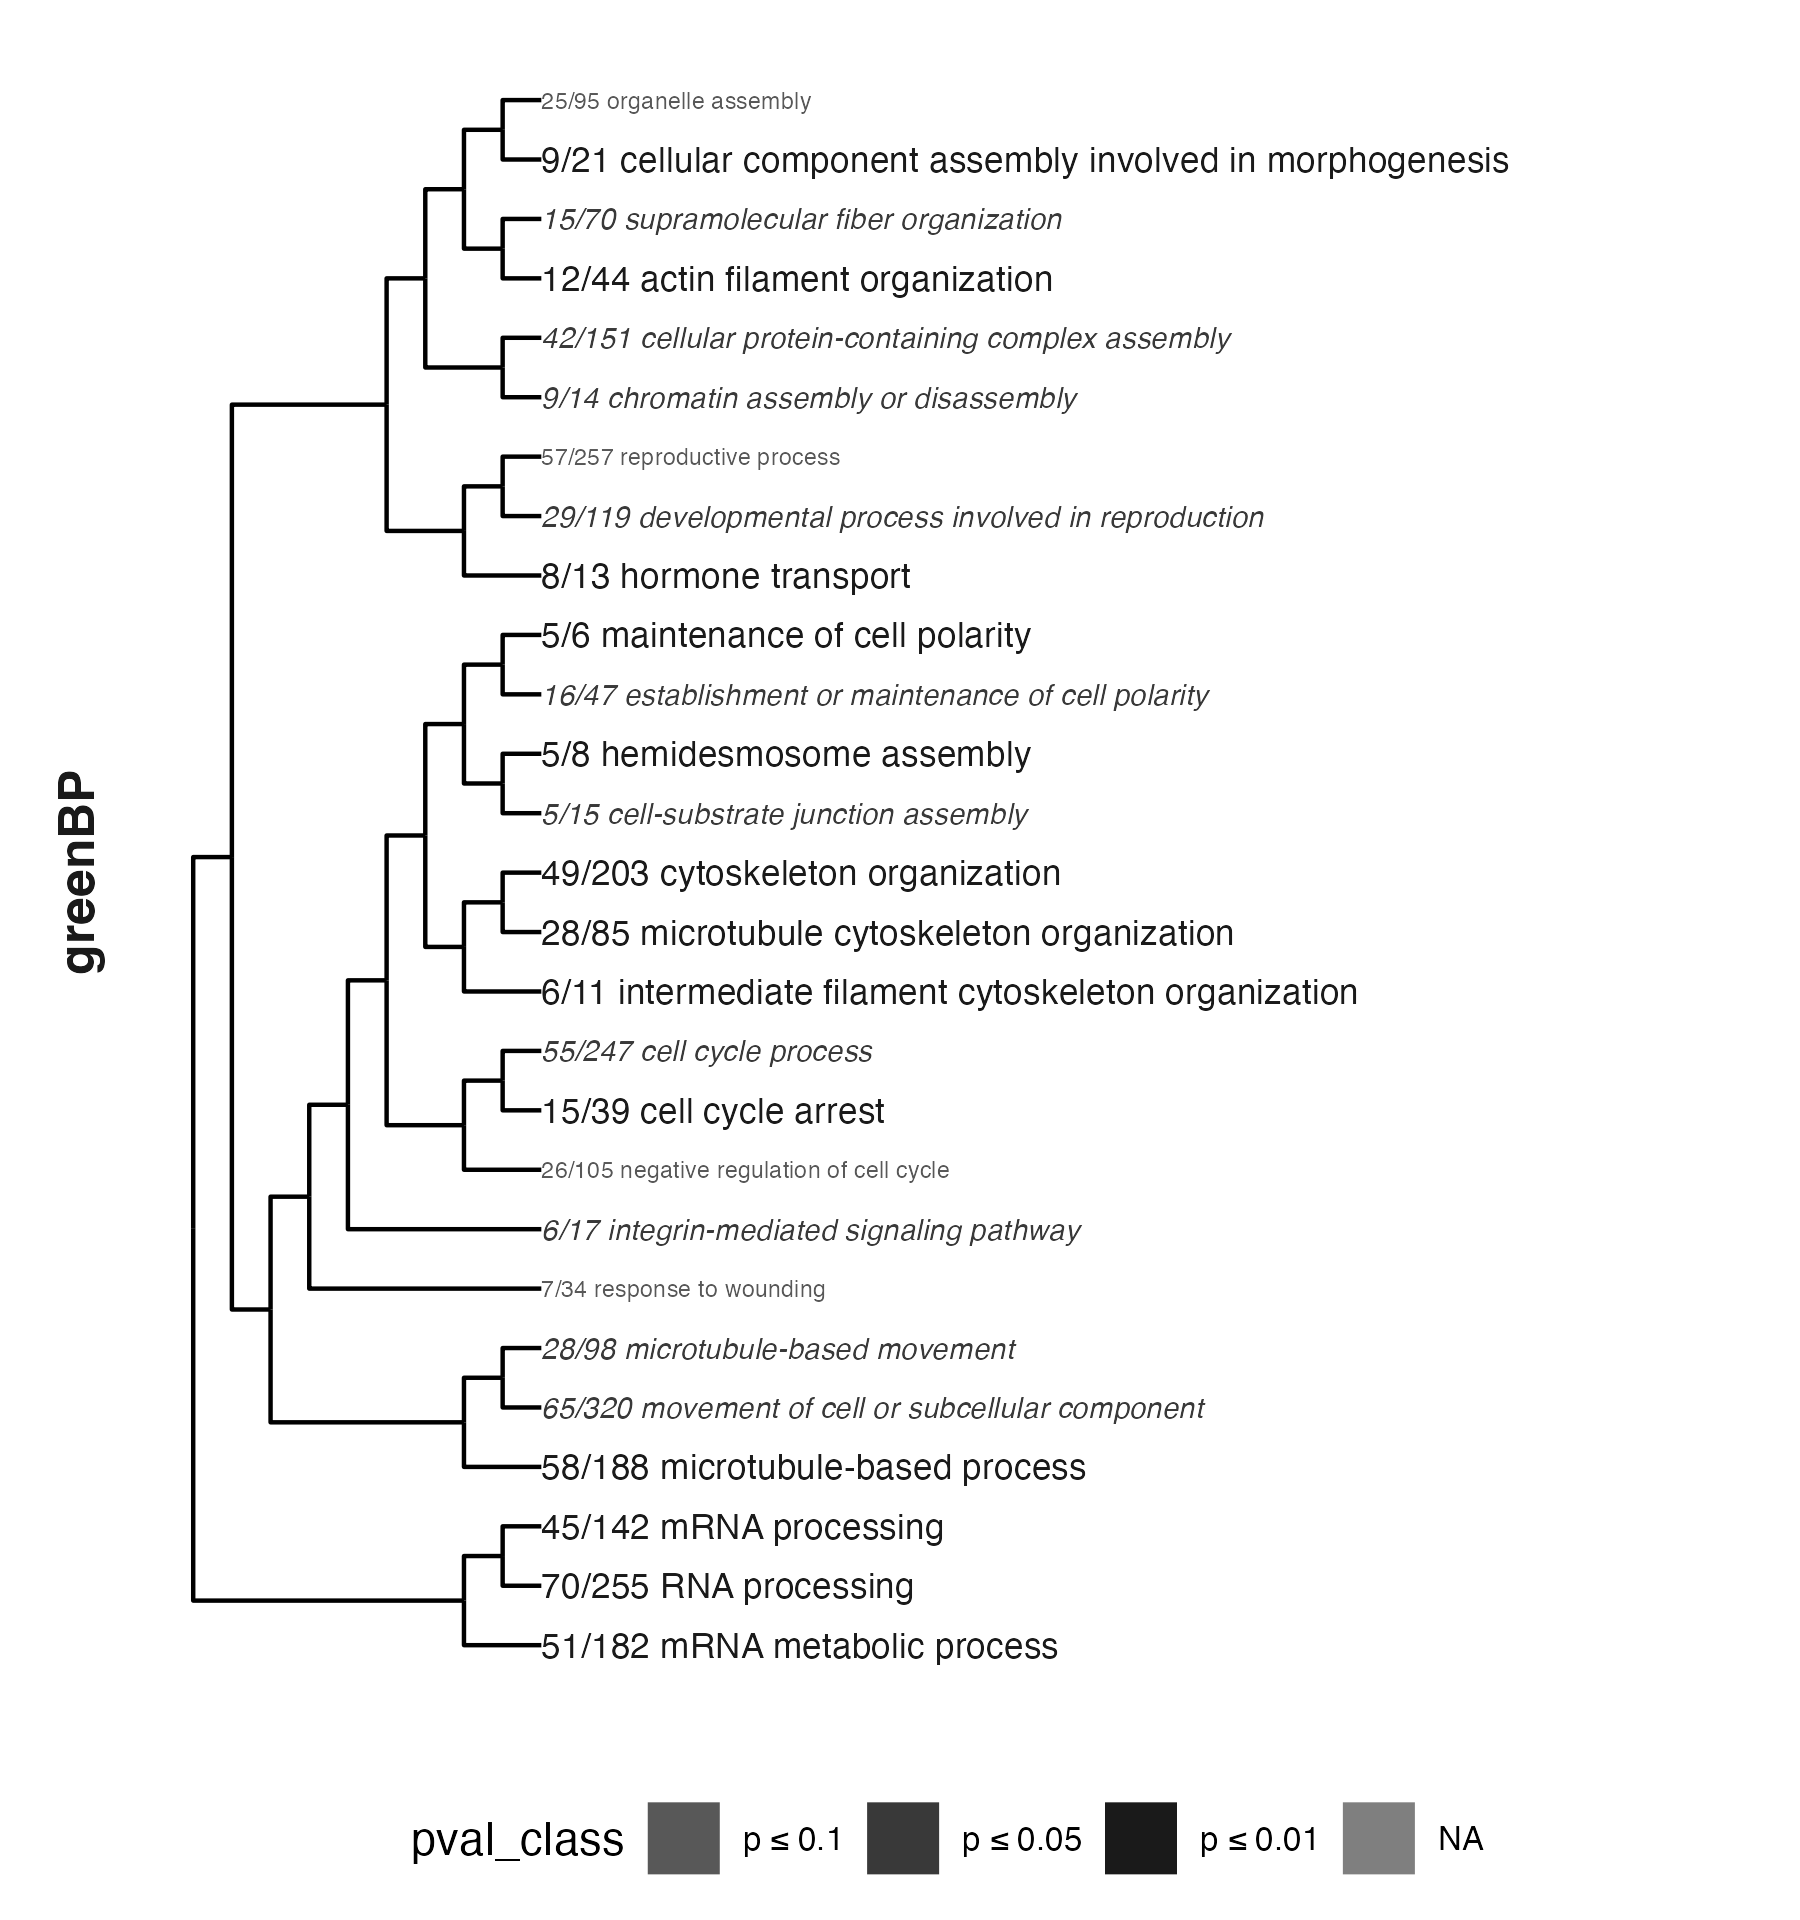 25/95 organelle assembly
9/21 cellular component assembly involved in morphogenesis
15/70 supramolecular fiber organization
12/44 actin filament organization
42/151 cellular protein-containing complex assembly
9/14 chromatin assembly or disassembly
57/257 reproductive process
29/119 developmental process involved in reproduction
8/13 hormone transport
5/6 maintenance of cell polarity
16/47 establishment or maintenance of cell polarity
5/8 hemidesmosome assembly
5/15 cell-substrate junction assembly
greenBP
49/203 cytoskeleton organization
28/85 microtubule cytoskeleton organization
6/11 intermediate filament cytoskeleton organization
55/247 cell cycle process
15/39 cell cycle arrest
26/105 negative regulation of cell cycle
6/17 integrin-mediated signaling pathway
7/34 response to wounding
28/98 microtubule-based movement
65/320 movement of cell or subcellular component
58/188 microtubule-based process
45/142 mRNA processing
70/255 RNA processing
51/182 mRNA metabolic process
pval_class p ≤ 0.1 p ≤ 0.05 p ≤ 0.01 NA